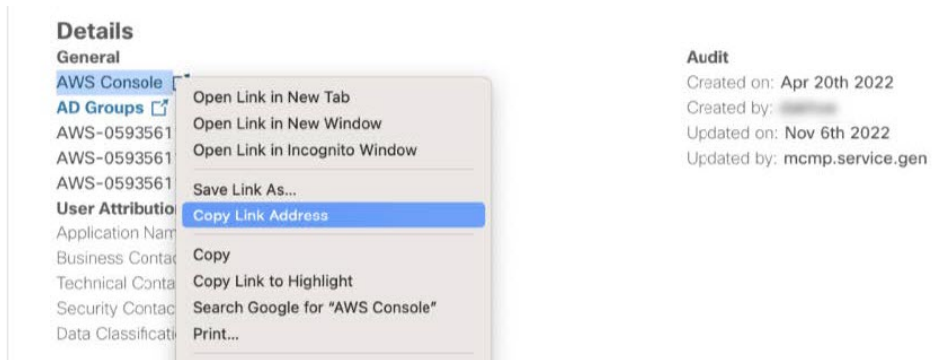 Details
General
AWS Console
AD Groups
AWS-0593561
AWS-0593561
AWS-0593561
User Attributio
Application Nam
Business Contac
Technical Conta
Security Contac
Data Classificati
Open Link in New Tab
Open Link in New Window
Open Link in Incognito Window
Save Link As...
Copy Link Address
Copy
Copy Link to Highlight
Search Google for "AWS Console"
Print...
Audit
Created on: Apr 20th 2022
Created by:
Updated on: Nov 6th 2022
Updated by: mcmp.service.gen